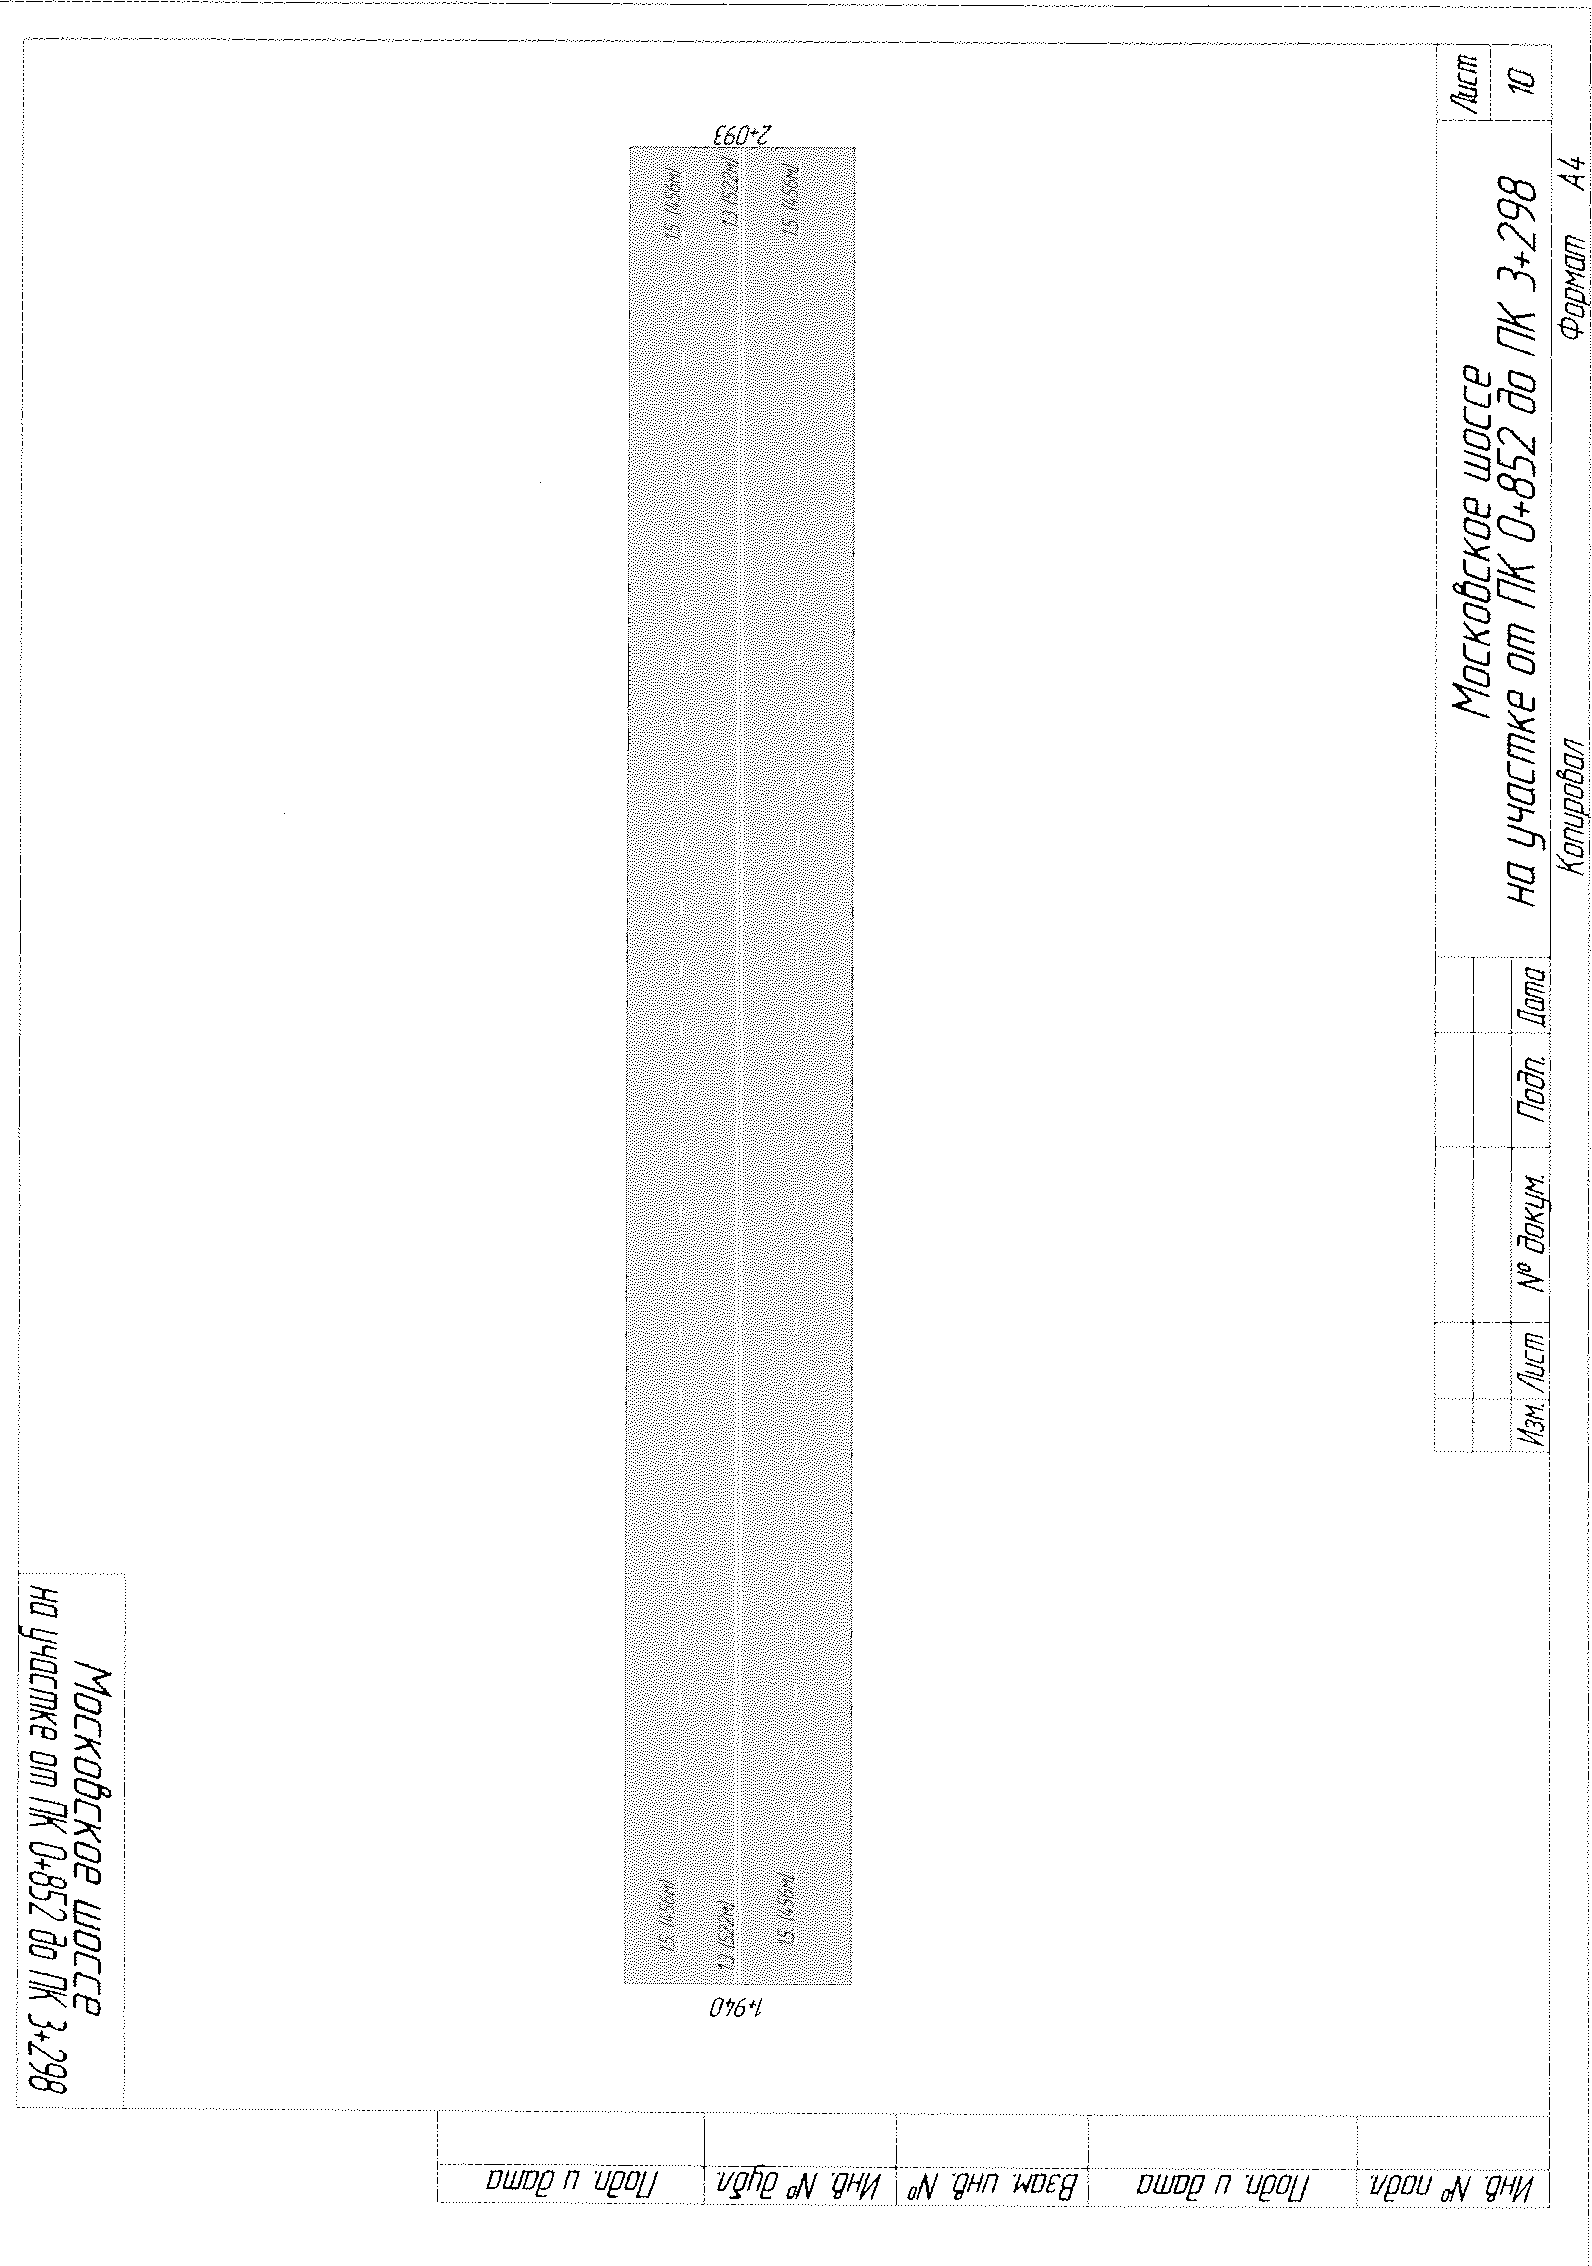 Московское шоссе
на участке от ПК 0+852 до ПК 3+298
1+940
2+093
Инв. № подл.
Подп. и дата
Взам. инв. №
Инв. № дубл.
Подп. и дата
Изм.
Лист
№ докум.
Подп.
Дата
Московское шоссе
на участке от ПК 0+852 до ПК 3+298
Лист
10
Копировал
Формат А4